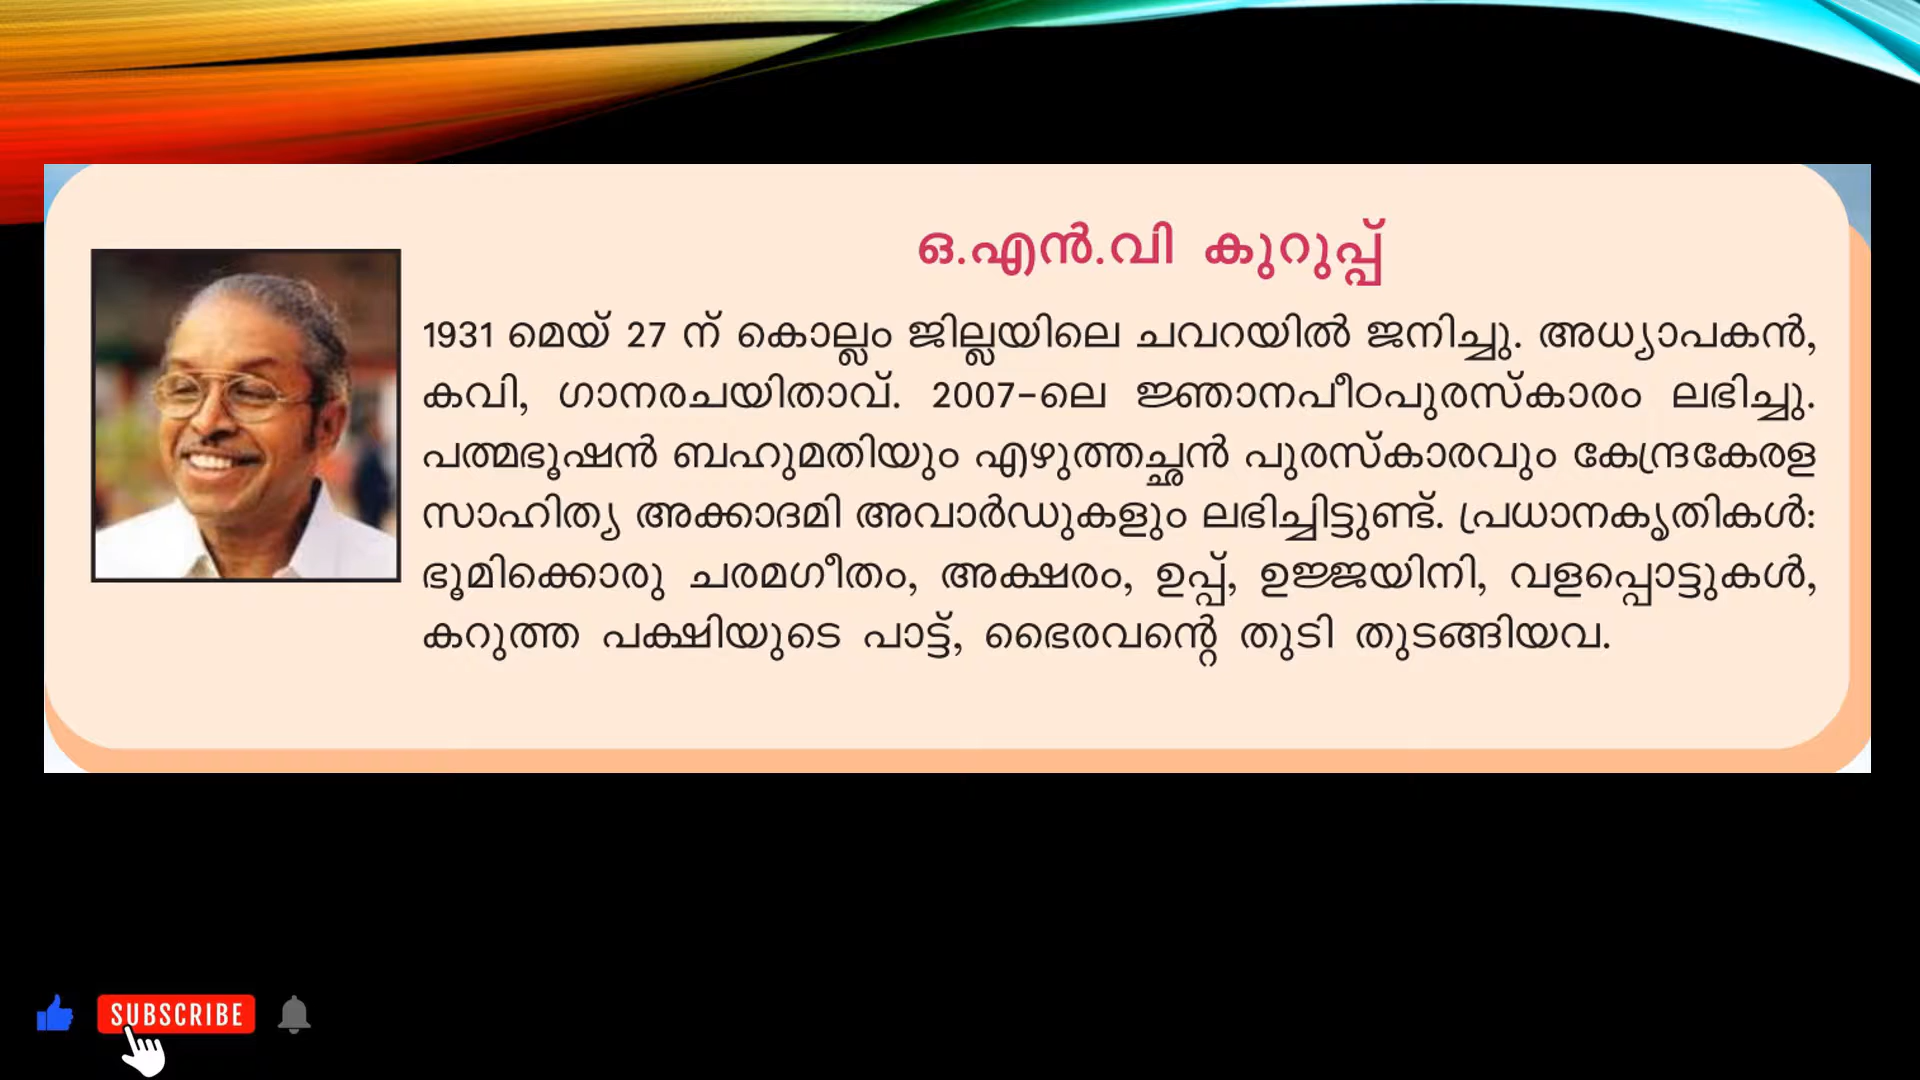 ഒ.എൻ.വി കുറുപ്പ്
1931 മെയ് 27 ന് കൊല്ലം ജില്ലയിലെ ചവറയിൽ ജനിച്ചു. അധ്യാപകൻ,
കവി, ഗാനരചയിതാവ്. 2007-ലെ ജ്ഞാനപീഠപുരസ്കാരം ലഭിച്ചു.
പത്മഭൂഷൻ ബഹുമതിയും എഴുത്തച്ഛൻ പുരസ്കാരവും കേന്ദ്രകേരള
സാഹിത്യ അക്കാദമി അവാർഡുകളും ലഭിച്ചിട്ടുണ്ട്. പ്രധാനകൃതികൾ:
ഭൂമിക്കൊരു ചരമഗീതം, അക്ഷരം, ഉപ്പ്, ഉജ്ജയിനി, വളപ്പൊട്ടുകൾ,
കറുത്ത പക്ഷിയുടെ പാട്ട്, ഭൈരവന്റെ തുടി തുടങ്ങിയവ.
SUBSCRIBE